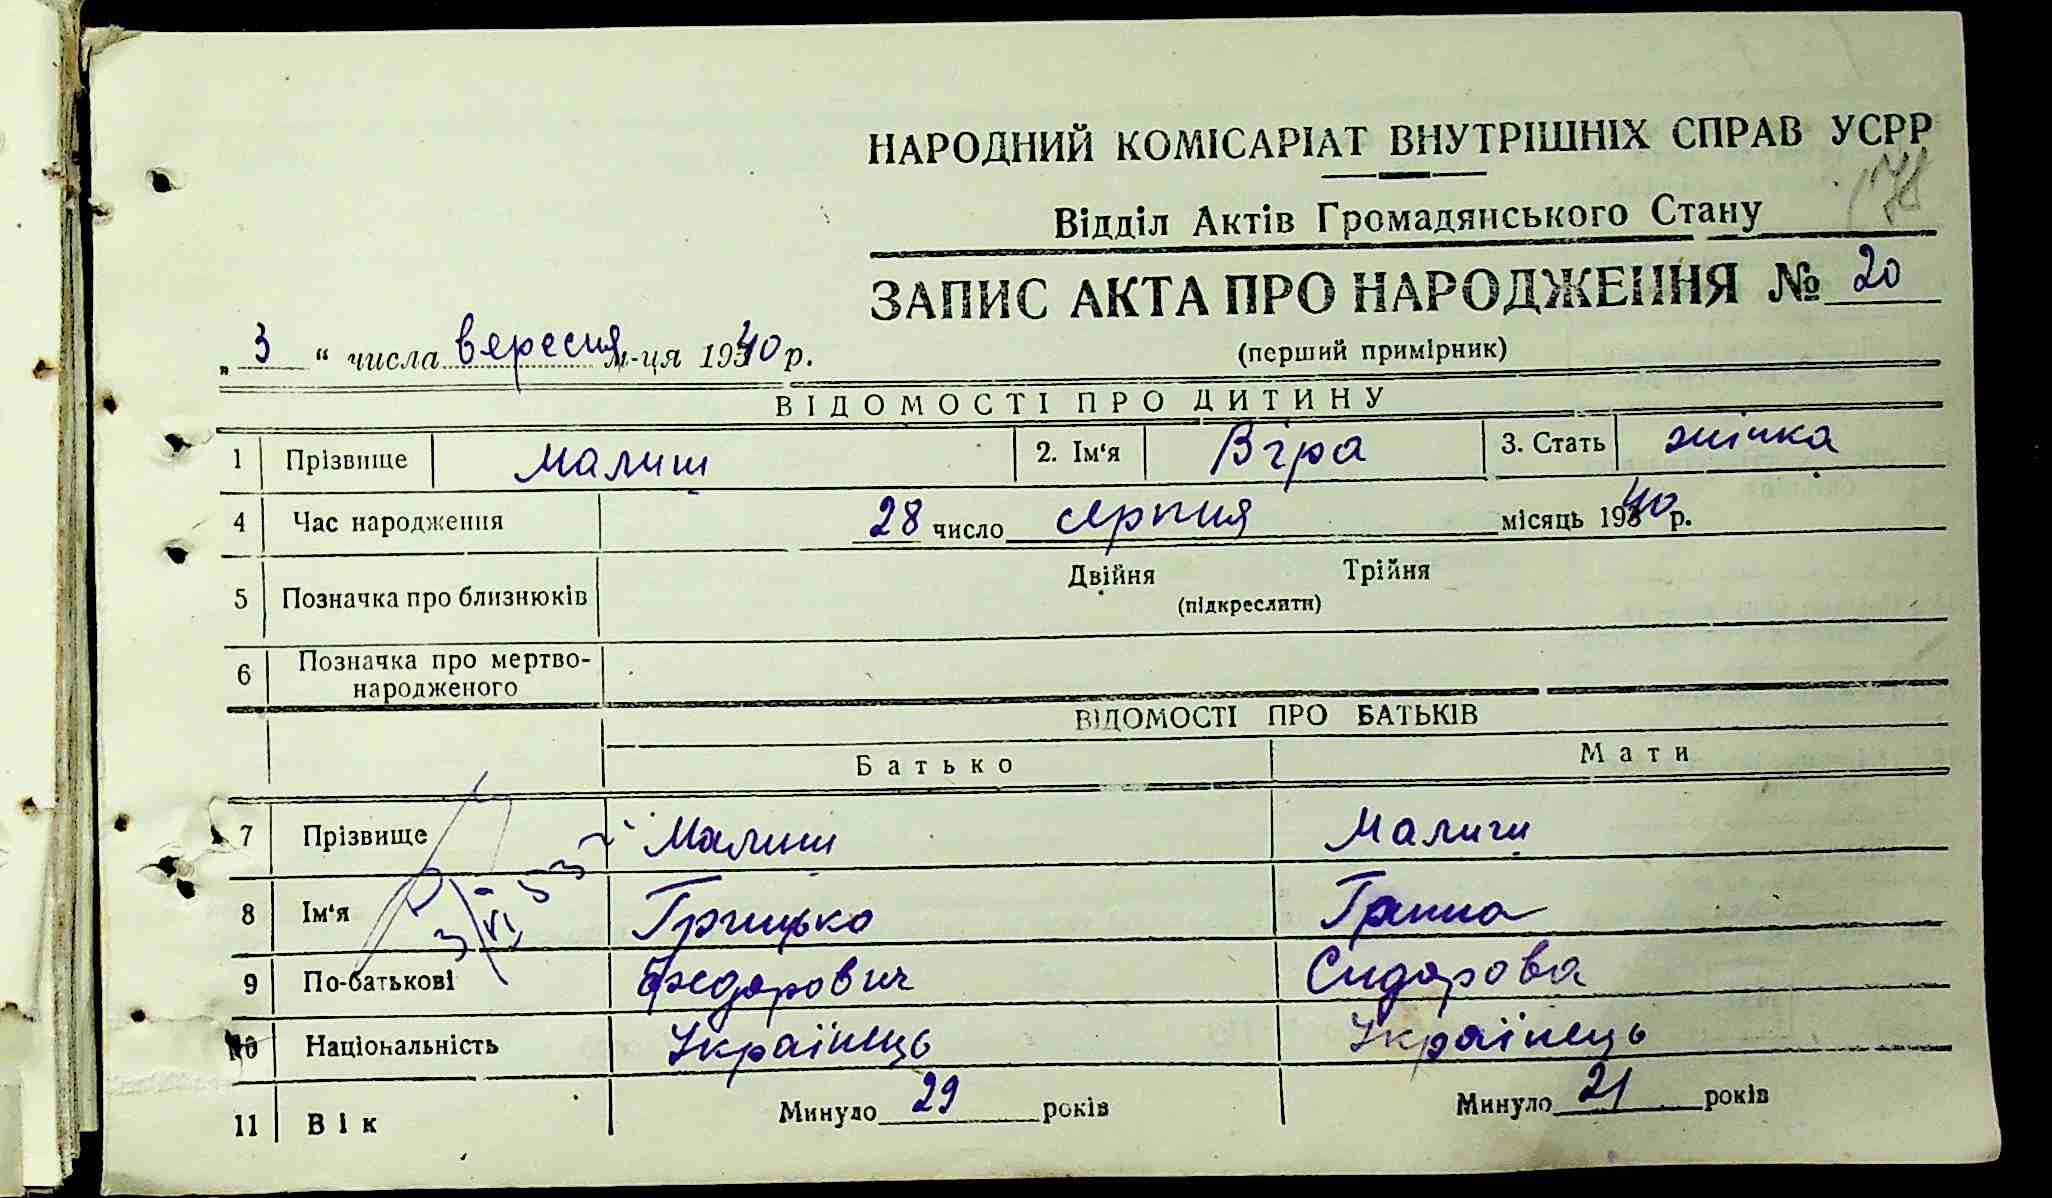 НАРОДНИЙ КОМІСАРІАТ ВНУТРІШНІХ СПРАВ УСРР
Відділ Актів Громадянського Стану
ЗАПИС АКТА ПРО НАРОДЖЕННЯ № 20
„ 3 “ числа вересня м-ця 1940 р.
(перший примірник)
ВІДОМОСТІ ПРО ДИТИНУ
1 Прізвище Малиш 2. Ім‘я Віра 3. Стать жінка
4 Час народження 28 число серпня місяць 1940 р.
5 Позначка про близнюків Двійня Трійня
(підкреслити)
6 Позначка про мертво-
народженого
ВІДОМОСТІ ПРО БАТЬКІВ
Батько Мати
7 Прізвище Малиш Малиш
8 Ім‘я Грицько Ганна
9 По-батькові Федорович Сидорова
10 Національність Українець Українець
11 Вік Минуло 29 років Минуло 21 років